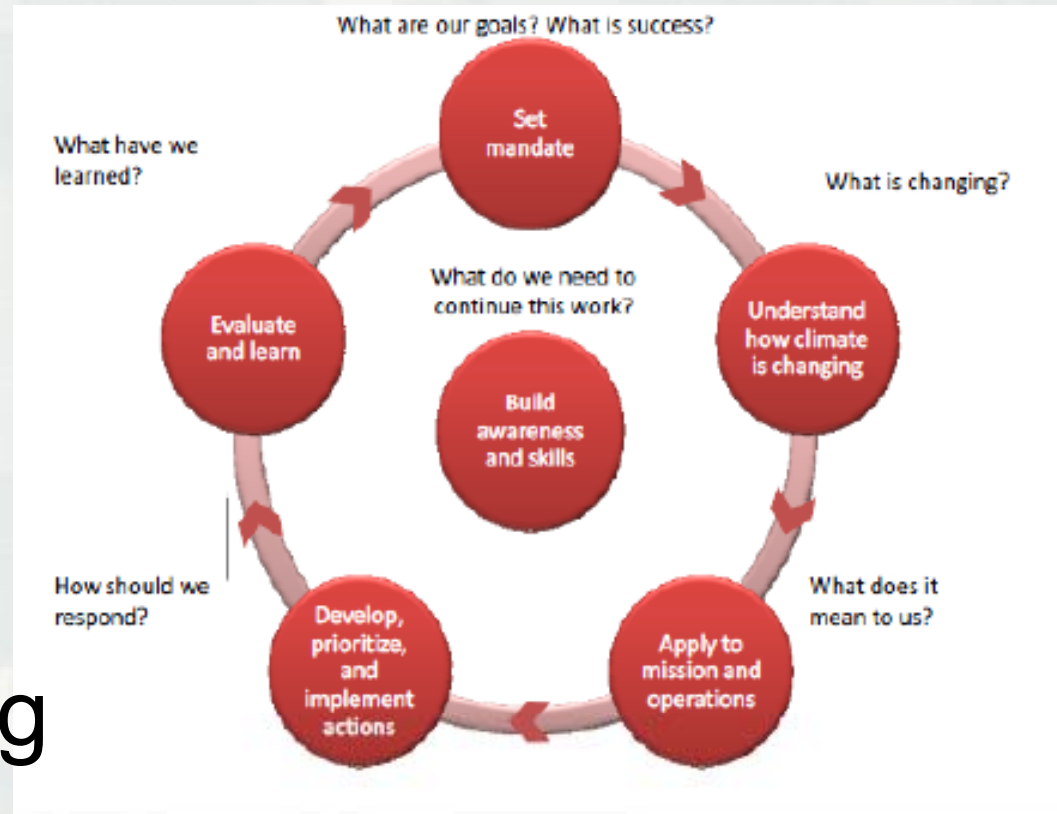 What are our goals? What is success?
Set
mandate
What have we
learned?
What is changing?
What do we need to
continue this work?
Understand
how climate
is changing
Evaluate
and learn
Build
awareness
and skills
How should we
respond?
What does it
mean to us?
Develop,
prioritize,
and
implement
actions
Apply to
mission and
operations
g